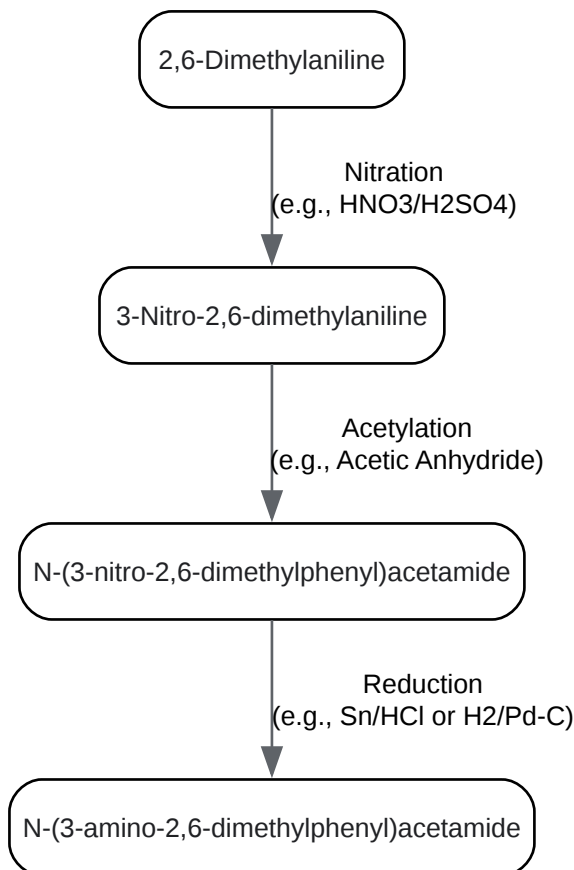 2,6-Dimethylaniline
Nitration
(e.g., HNO3/H2SO4)
3-Nitro-2,6-dimethylaniline
Acetylation
(e.g., Acetic Anhydride)
N-(3-nitro-2,6-dimethylphenyl)acetamide
Reduction
(e.g., Sn/HCl or H2/Pd-C)
N-(3-amino-2,6-dimethylphenyl)acetamide